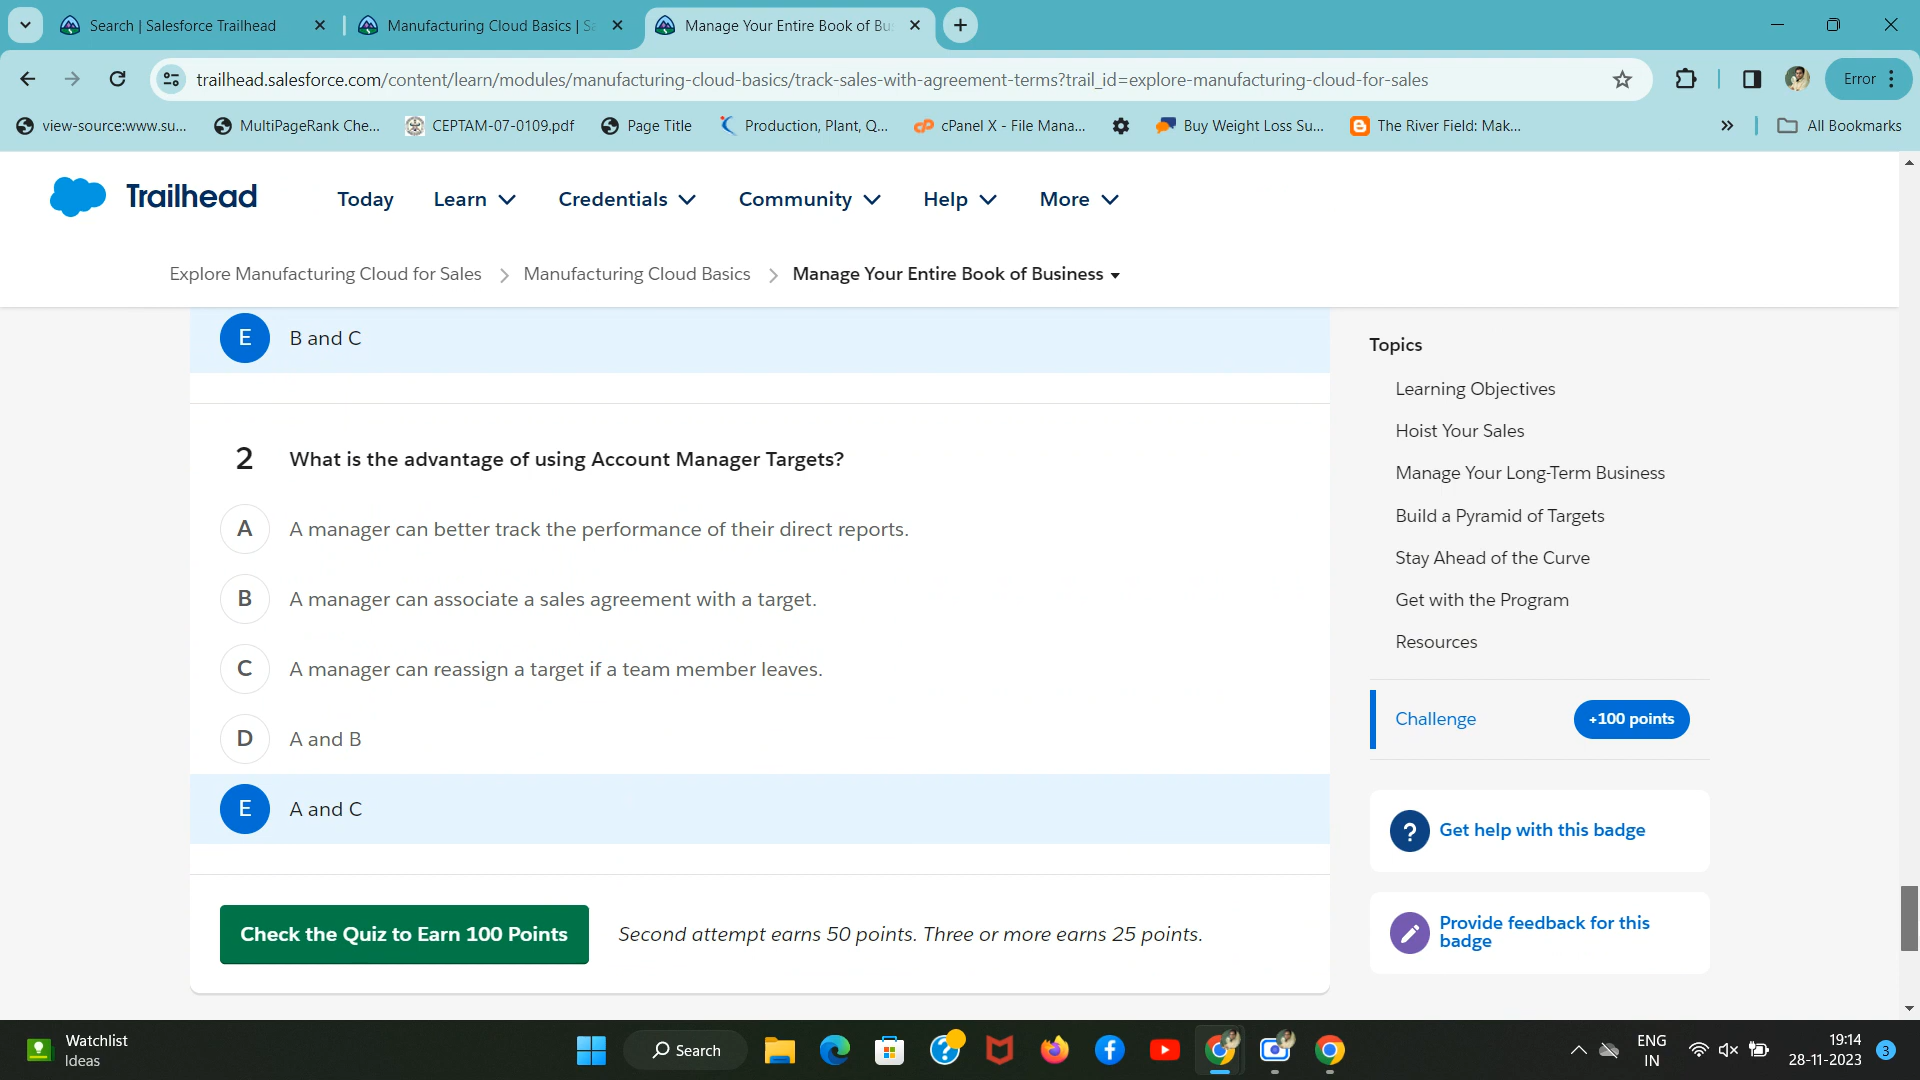 Search | Salesforce Trailhead
Manufacturing Cloud Basics | Sa
Manage Your Entire Book of Bus
trailhead.salesforce.com/content/learn/modules/manufacturing-cloud-basics/track-sales-with-agreement-terms?trail_id=explore-manufacturing-cloud-for-sales
Error
view-source:www.su...
MultiPageRank Che...
CEPTAM-07-0109.pdf
Page Title
Production, Plant, Q...
cPanel X - File Mana...
Buy Weight Loss Su...
The River Field: Mak...
All Bookmarks
Trailhead
Today
Learn
Credentials
Community
Help
More
Explore Manufacturing Cloud for Sales
Manufacturing Cloud Basics
Manage Your Entire Book of Business
E B and C
2 What is the advantage of using Account Manager Targets?
A A manager can better track the performance of their direct reports.
B A manager can associate a sales agreement with a target.
C A manager can reassign a target if a team member leaves.
D A and B
E A and C
Check the Quiz to Earn 100 Points
Second attempt earns 50 points. Three or more earns 25 points.
Topics
Learning Objectives
Hoist Your Sales
Manage Your Long-Term Business
Build a Pyramid of Targets
Stay Ahead of the Curve
Get with the Program
Resources
Challenge
+100 points
Get help with this badge
Provide feedback for this
badge
Watchlist
Ideas
Search
ENG
IN
19:14
28-11-2023
3